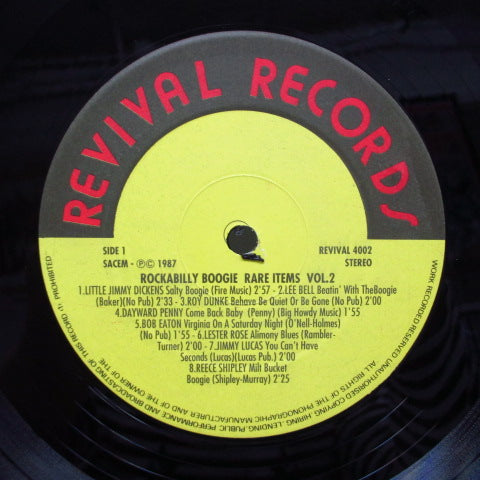 REVIVAL RECORDS
SIDE 1
SACEM - ℗© 1987
REVIVAL 4002
STEREO
ROCKABILLY BOOGIE RARE ITEMS VOL.2
1.LITTLE JIMMY DICKENS Salty Boogie (Fire Music) 2'57 - 2.LEE BELL Beatin' With TheBoogie
(Baker)(No Pub) 2'33 - 3.ROY DUNKE Behave Be Quiet Or Be Gone (No Pub) 2'00
4.DAYWARD PENNY Come Back Baby (Penny) (Big Howdy Music) 1'55
5.BOB EATON Virginia On A Saturday Night (O'Nell-Holmes)
(No Pub) 1'55 - 6.LESTER ROSE Alimony Blues (Rambler-
Turner) 2'00 - 7.JIMMY LUCAS You Can't Have
Seconds (Lucas)(Lucas Pub.) 2'00
8.REECE SHIPLEY Milt Bucket
Boogie (Shipley-Murray) 2'25
ALL RIGHTS OF THE PHONOGRAPHIC MANUFACTURER AND OF THE OWNER OF THE
WORK RECORDED RESERVED UNAUTHORISED COPYING. HIRING. LENDING. PUBLIC PERFORMANCE AND BROADCASTING OF THIS RECORD PROHIBITED